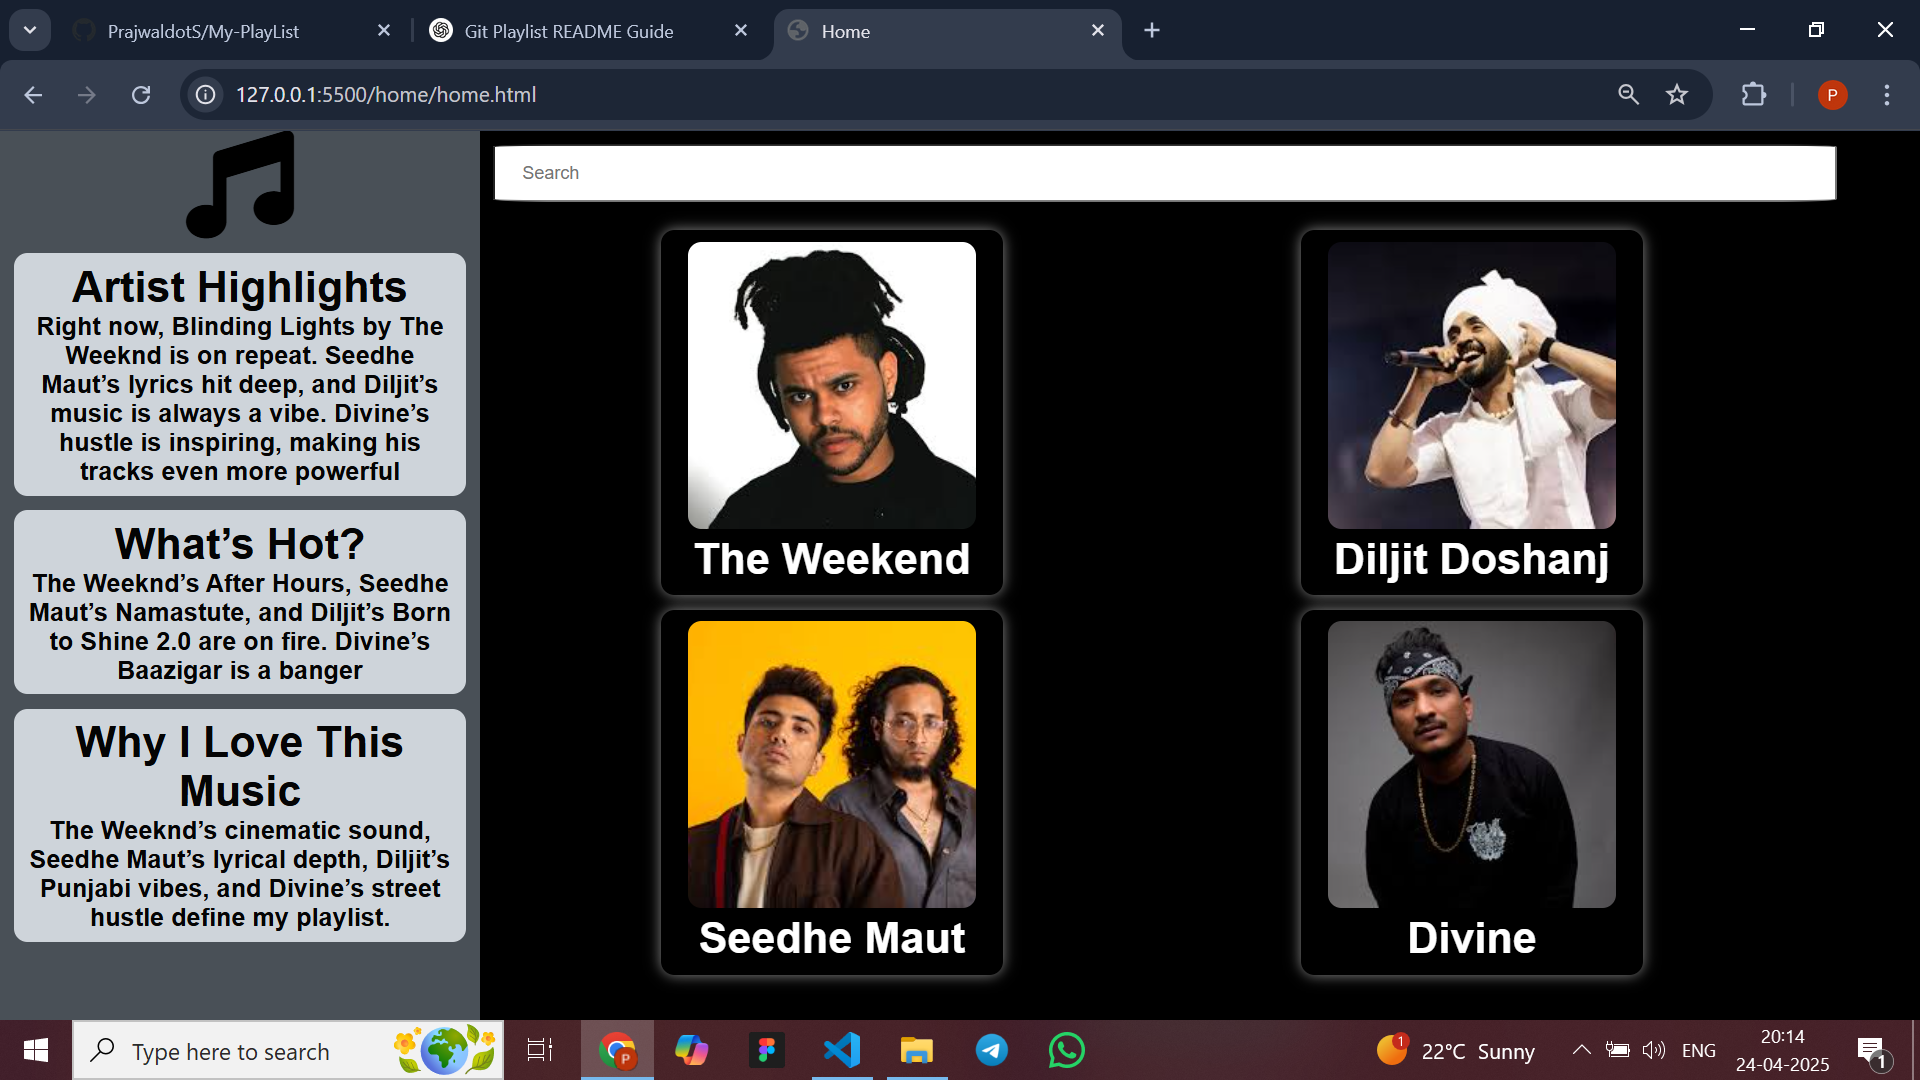 PrajwaldotS/My-PlayList
Git Playlist README Guide
Home
127.0.0.1:5500/home/home.html
P
Search
Artist Highlights
Right now, Blinding Lights by The
Weeknd is on repeat. Seedhe
Maut’s lyrics hit deep, and Diljit’s
music is always a vibe. Divine’s
hustle is inspiring, making his
tracks even more powerful
What’s Hot?
The Weeknd’s After Hours, Seedhe
Maut’s Namastute, and Diljit’s Born
to Shine 2.0 are on fire. Divine’s
Baazigar is a banger
Why I Love This
Music
The Weeknd’s cinematic sound,
Seedhe Maut’s lyrical depth, Diljit’s
Punjabi vibes, and Divine’s street
hustle define my playlist.
The Weekend
Diljit Doshanj
Seedhe Maut
Divine
Type here to search
P
1
22°C Sunny
ENG
20:14
24-04-2025
1